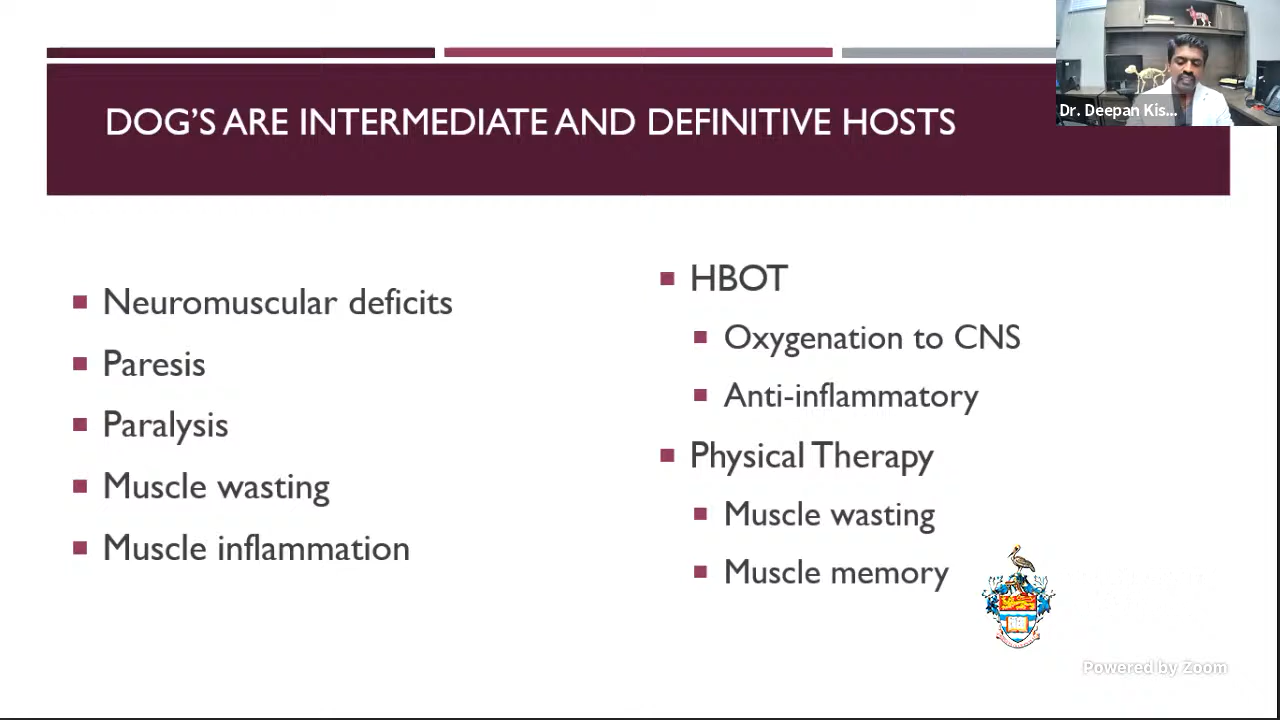 DOG'S ARE INTERMEDIATE AND DEFINITIVE HOSTS
Dr. Deepan Kis...
Neuromuscular deficits
Paresis
Paralysis
Muscle wasting
Muscle inflammation
HBOT
Oxygenation to CNS
Anti-inflammatory
Physical Therapy
Muscle wasting
Muscle memory
Powered by Zoom